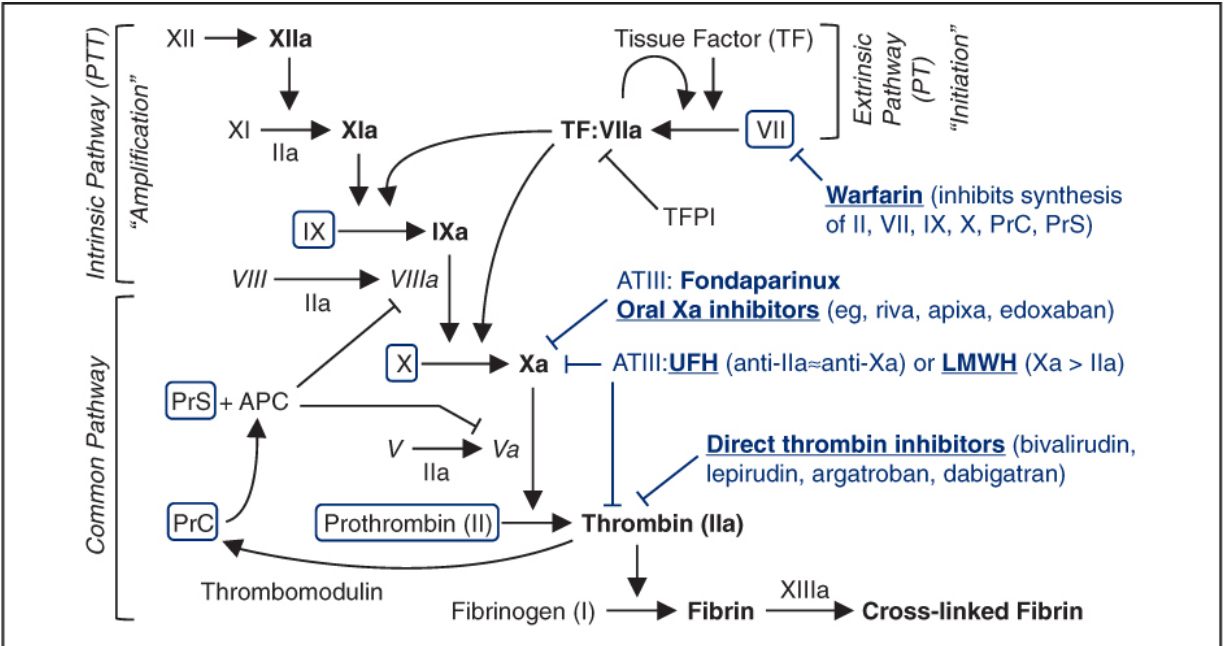 Intrinsic Pathway (PTT)
"Amplification"
XII
XIIa
Tissue Factor (TF)
Extrinsic
Pathway
(PT)
"Initiation"
XI
IIa
XIa
TF:VIIa
VII
TFPI
Warfarin (inhibits synthesis
of II, VII, IX, X, PrC, PrS)
IX
IXa
VIII
IIa
VIIIa
ATIII: Fondaparinux
Oral Xa inhibitors (eg, riva, apixa, edoxaban)
Common Pathway
X
Xa
ATIII:UFH (anti-IIa≈anti-Xa) or LMWH (Xa > IIa)
PrS + APC
V
IIa
Va
Direct thrombin inhibitors (bivalirudin,
lepirudin, argatroban, dabigatran)
PrC
Prothrombin (II)
Thrombin (IIa)
Thrombomodulin
Fibrinogen (I)
Fibrin
XIIIa
Cross-linked Fibrin